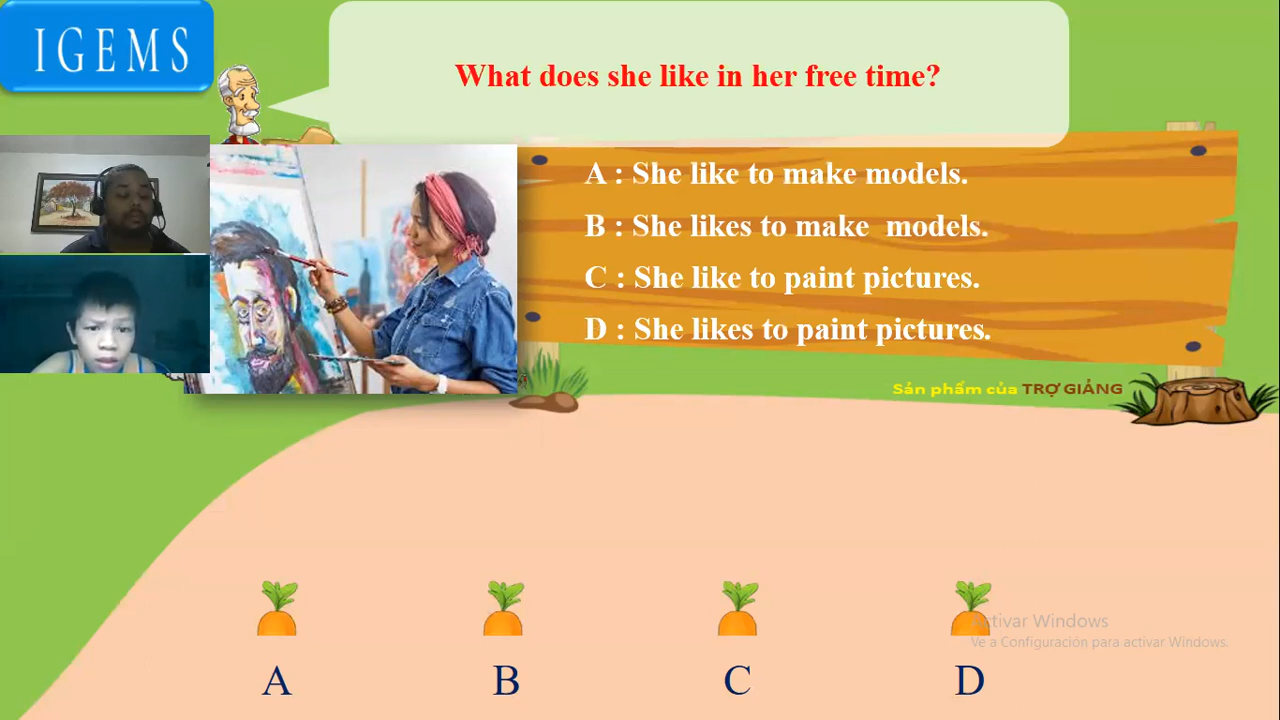 IGEMS
What does she like in her free time?
A : She like to make models.
B : She likes to make  models.
C : She like to paint pictures.
D : She likes to paint pictures.
Sản phẩm của TRỢ GIẢNG
A
B
C
D
Activar Windows
Ve a Configuración para activar Windows.